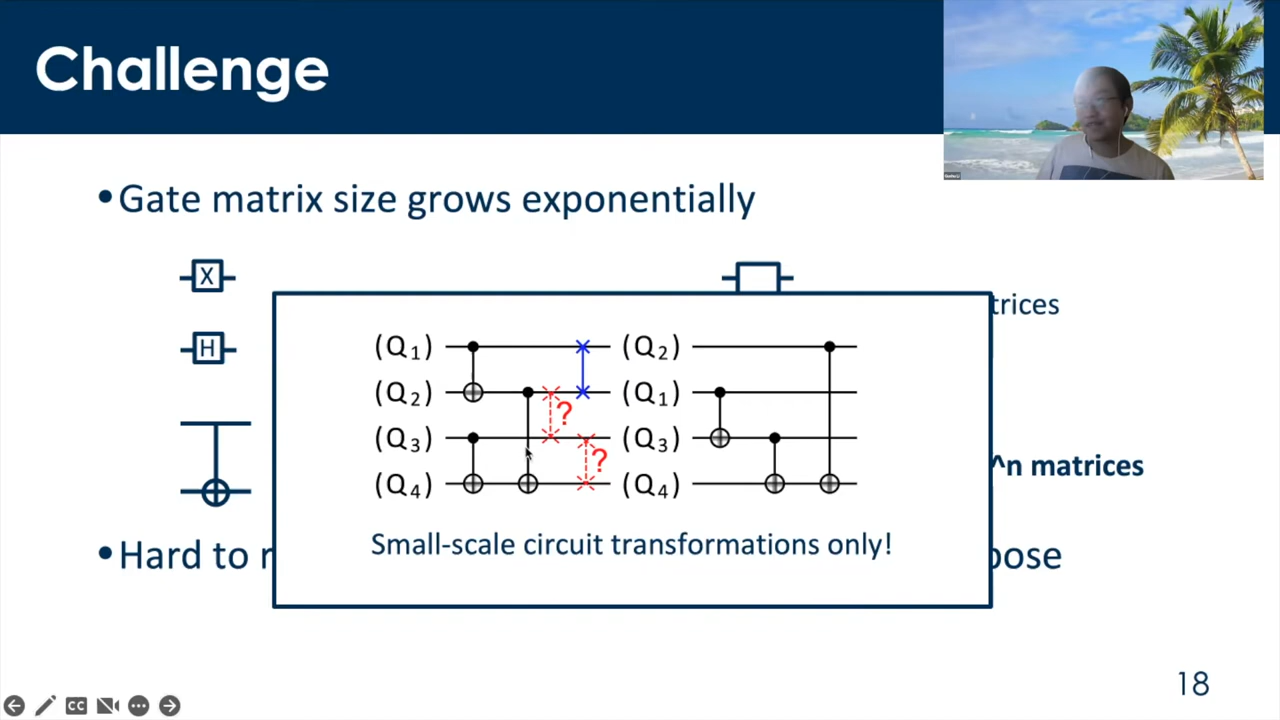 Challenge
•Gate matrix size grows exponentially
X
trices
H
(Q1) (Q2)
(Q2) (Q1)
?
(Q3) (Q3)
?
(Q4) (Q4)
^n matrices
Small-scale circuit transformations only!
•Hard to r
pose
18
CC